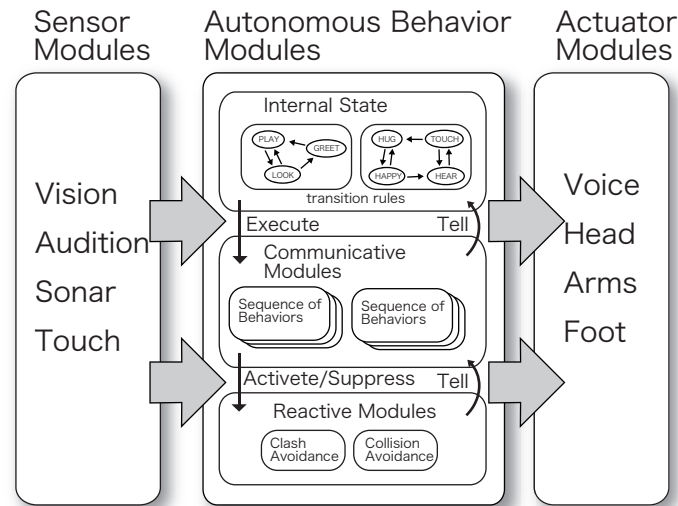 Sensor
Modules
Autonomous Behavior
Modules
Actuator
Modules
Vision
Audition
Sonar
Touch
Internal State
PLAY
GREET
LOOK
HUG
TOUCH
HAPPY
HEAR
transition rules
Execute
Tell
Communicative
Modules
Sequence of
Behaviors
Sequence of
Behaviors
Activete/Suppress
Tell
Reactive Modules
Clash
Avoidance
Collision
Avoidance
Voice
Head
Arms
Foot